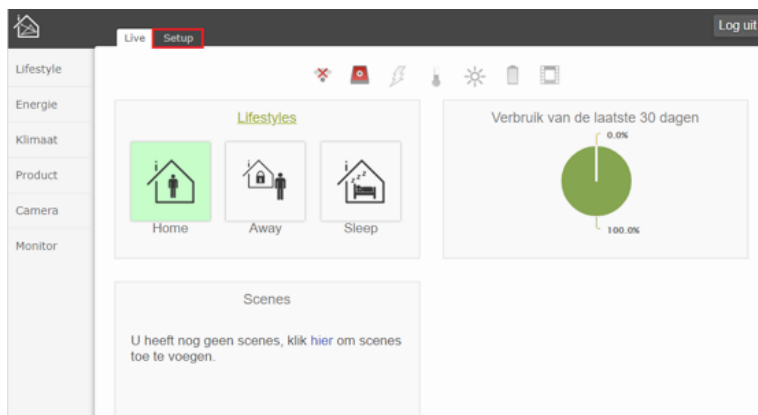 Live Setup Log uit
Lifestyle
Energie
Klimaat
Product
Camera
Monitor
Lifestyles
Home Away Sleep
Verbruik van de laatste 30 dagen
0.0%
100.0%
Scenes
U heeft nog geen scenes, klik hier om scenes
toe te voegen.